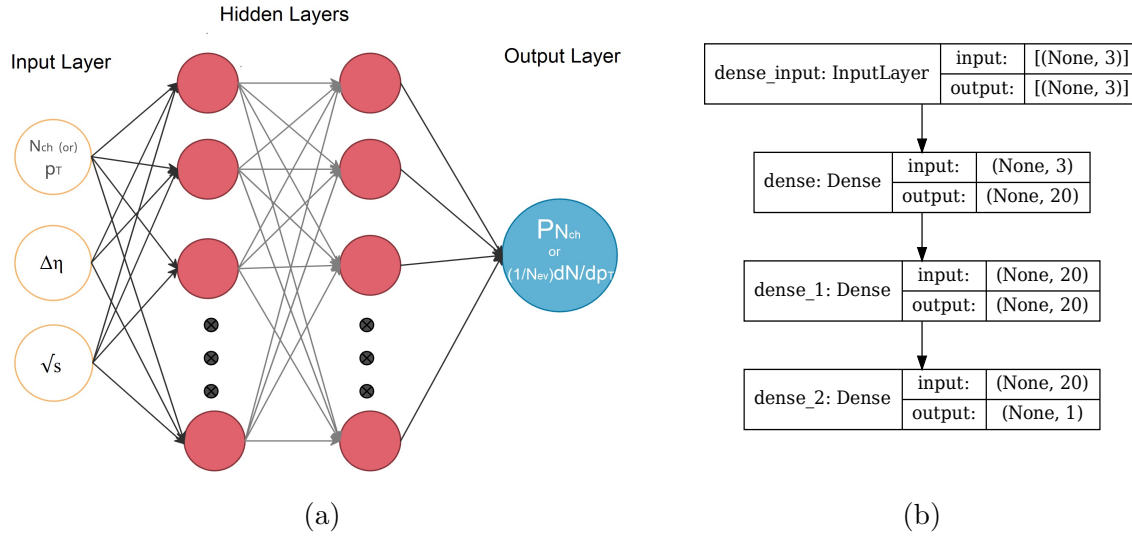 Hidden Layers
Input Layer
Output Layer
Nch (or)
pT
Δη
√s
PNch
or
(1/Nev)dN/dpT
(a)
dense_input: InputLayer
input: [(None, 3)]
output: [(None, 3)]
dense: Dense
input: (None, 3)
output: (None, 20)
dense_1: Dense
input: (None, 20)
output: (None, 20)
dense_2: Dense
input: (None, 20)
output: (None, 1)
(b)